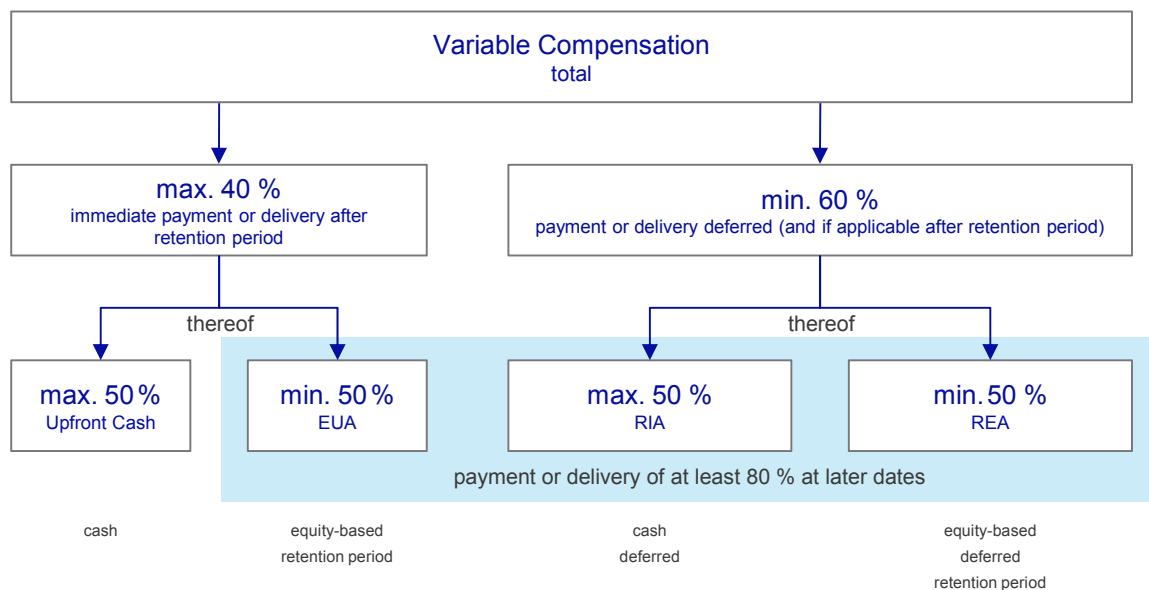 Variable Compensation
total
max. 40 %
immediate payment or delivery after
retention period
min. 60 %
payment or delivery deferred (and if applicable after retention period)
thereof
thereof
max. 50 %
Upfront Cash
min. 50 %
EUA
max. 50 %
RIA
min. 50 %
REA
payment or delivery of at least 80 % at later dates
cash
equity-based
retention period
cash
deferred
equity-based
deferred
retention period